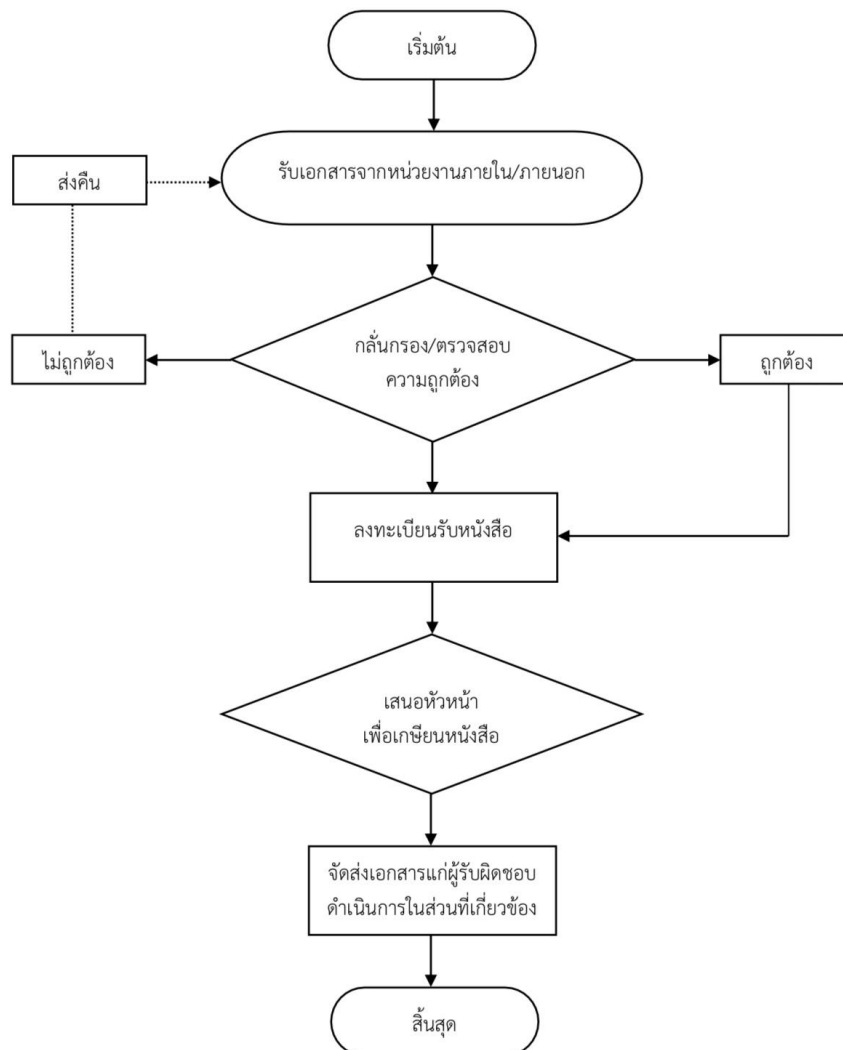 เริ่มต้น
รับเอกสารจากหน่วยงานภายใน/ภายนอก
ส่งคืน
กลั่นกรอง/ตรวจสอบ
ความถูกต้อง
ไม่ถูกต้อง
ถูกต้อง
ลงทะเบียนรับหนังสือ
เสนอหัวหน้า
เพื่อเกษียนหนังสือ
จัดส่งเอกสารแก่ผู้รับผิดชอบ
ดำเนินการในส่วนที่เกี่ยวข้อง
สิ้นสุด